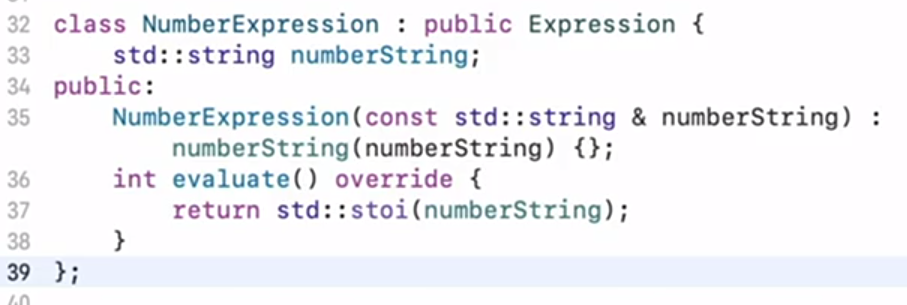 32 class NumberExpression : public Expression {
33     std::string numberString;
34 public:
35     NumberExpression(const std::string & numberString) :
            numberString(numberString) {};
36     int evaluate() override {
37         return std::stoi(numberString);
38     }
39 };
40